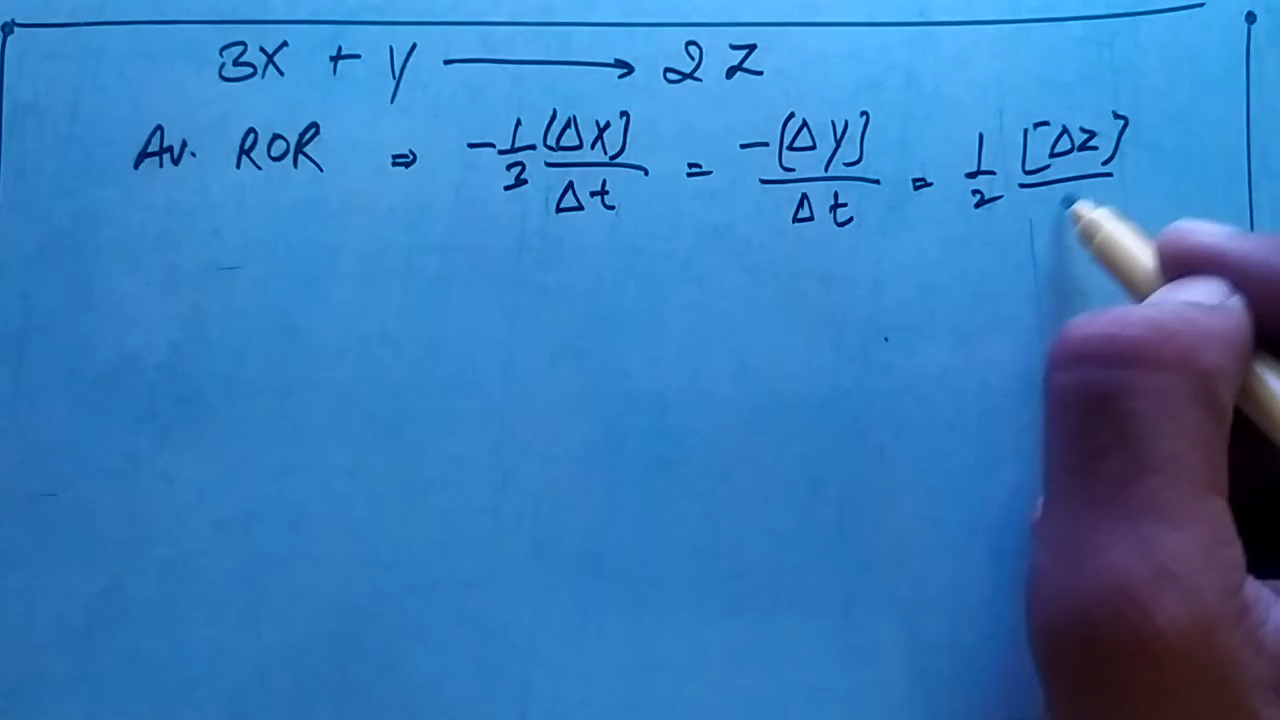 3X + Y ⟶ 2Z
Av. ROR ⇒ -1/3 [ΔX]/Δt = -[ΔY]/Δt = 1/2 [ΔZ]/